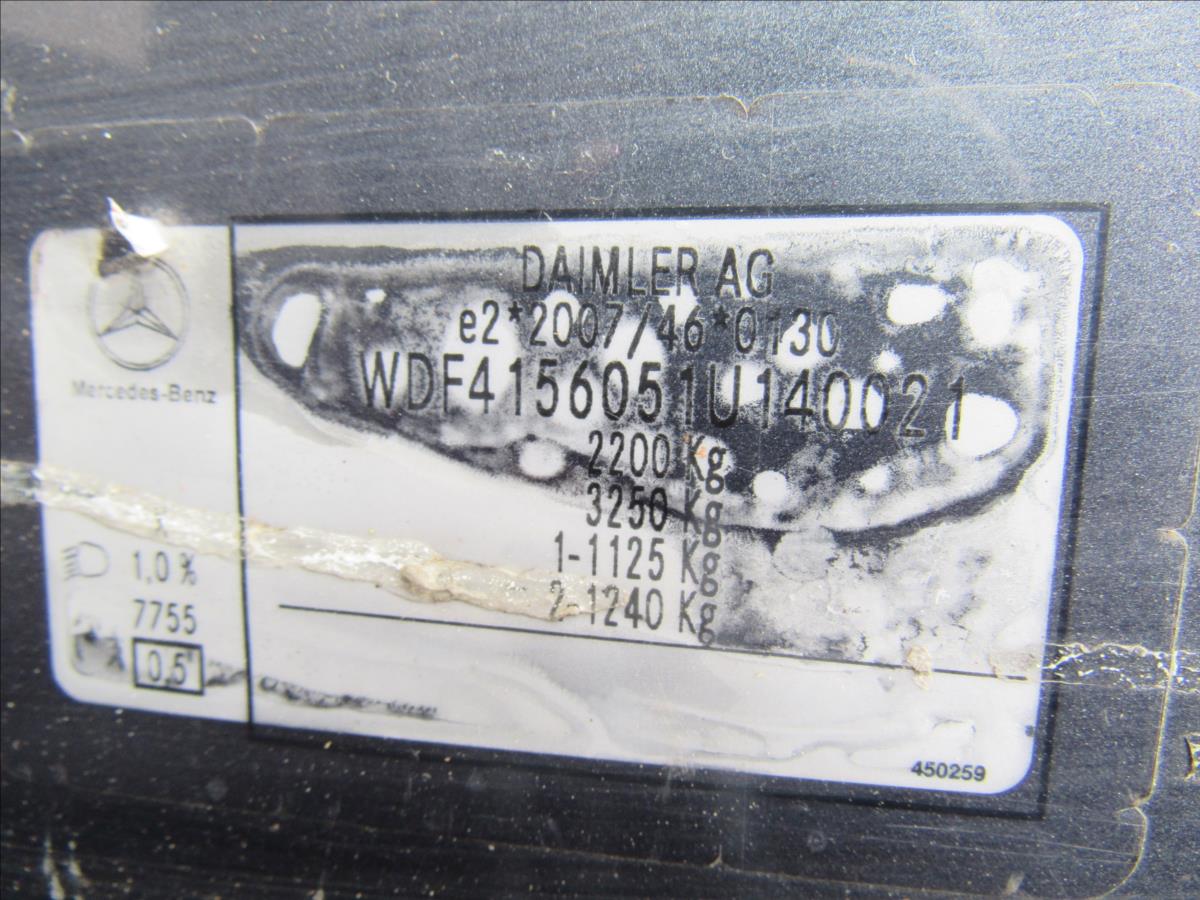 Mercedes-Benz
DAIMLER AG
e2*2007/46*0130
WDF4156051U140021
2200 Kg
3250 Kg
1-1125 Kg
2-1240 Kg
1,0 %
7755
0.5
450259